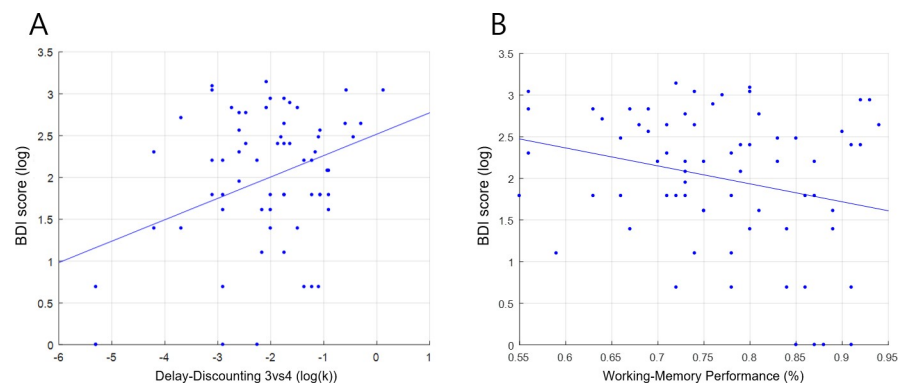 A
B
3.5
3
2.5
2
1.5
1
0.5
0
BDI score (log)
-6 -5 -4 -3 -2 -1 0 1
Delay-Discounting 3vs4 (log(k))
3.5
3
2.5
2
1.5
1
0.5
0
BDI score (log)
0.55 0.6 0.65 0.7 0.75 0.8 0.85 0.9 0.95
Working-Memory Performance (%)